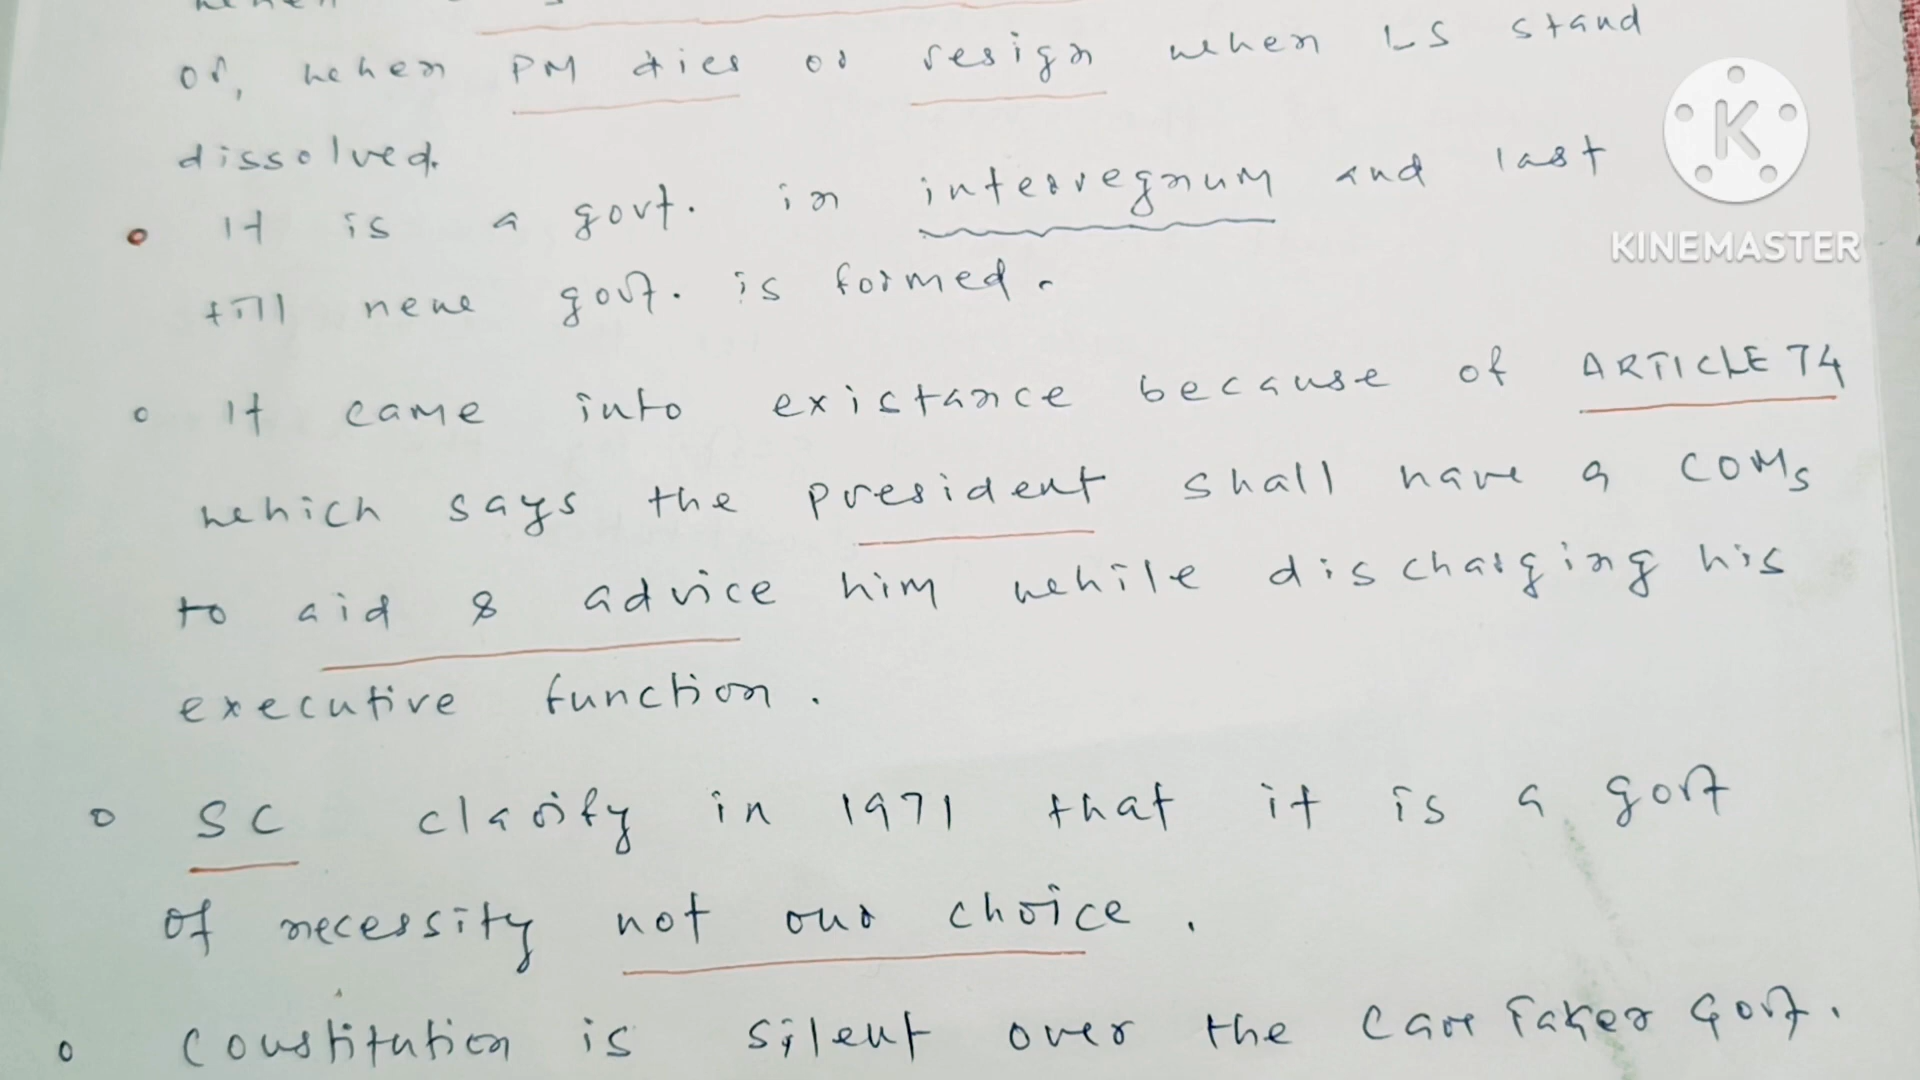 or, when PM dies or resign when LS stand
dissolved.
It is a govt. in interregnum and last
till new govt. is formed.
It came into existance because of ARTICLE 74
which says the president shall have a COMs
to aid & advice him while discharging his
executive function.
SC clarify in 1971 that it is a govt
of necessity not our choice.
Constitution is silent over the Care Taker Govt.
K
KINEMASTER